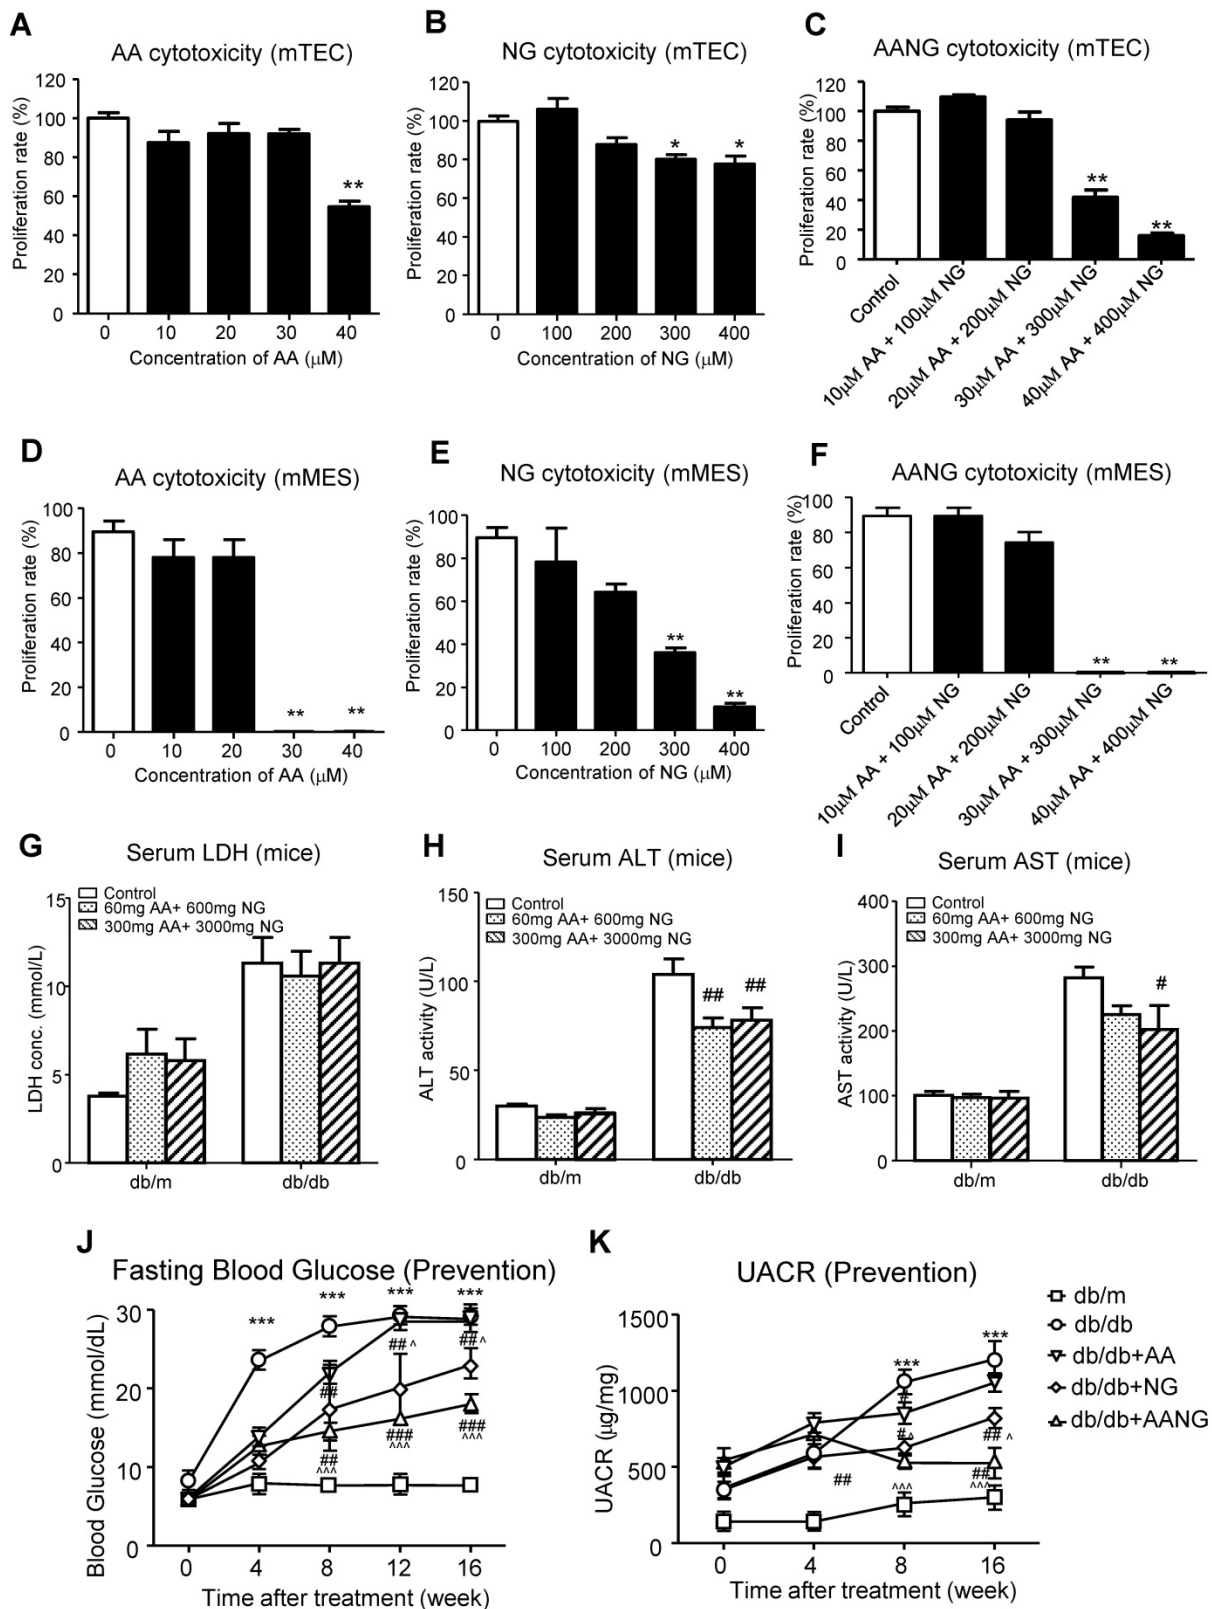 A
AA cytotoxicity (mTEC)
Proliferation rate (%)
120
100
80
60
40
20
0
**
0 10 20 30 40
Concentration of AA (μM)
B
NG cytotoxicity (mTEC)
Proliferation rate (%)
120
100
80
60
40
20
0
* *
0 100 200 300 400
Concentration of NG (μM)
C
AANG cytotoxicity (mTEC)
Proliferation rate (%)
120
100
80
60
40
20
0
**
**
Control
10μM AA + 100μM NG
20μM AA + 200μM NG
30μM AA + 300μM NG
40μM AA + 400μM NG
D
AA cytotoxicity (mMES)
Proliferation rate (%)
100
80
60
40
20
0
** **
0 10 20 30 40
Concentration of AA (μM)
E
NG cytotoxicity (mMES)
Proliferation rate (%)
100
80
60
40
20
0
**
**
0 100 200 300 400
Concentration of NG (μM)
F
AANG cytotoxicity (mMES)
Proliferation rate (%)
100
80
60
40
20
0
** **
Control
10μM AA + 100μM NG
20μM AA + 200μM NG
30μM AA + 300μM NG
40μM AA + 400μM NG
G
Serum LDH (mice)
LDH conc. (mmol/L)
15
10
5
0
Control
60mg AA+ 600mg NG
300mg AA+ 3000mg NG
db/m db/db
H
Serum ALT (mice)
ALT activity (U/L)
150
100
50
0
Control
60mg AA+ 600mg NG
300mg AA+ 3000mg NG
## ##
db/m db/db
I
Serum AST (mice)
AST activity (U/L)
400
300
200
100
0
Control
60mg AA+ 600mg NG
300mg AA+ 3000mg NG
#
db/m db/db
J
Fasting Blood Glucose (Prevention)
Blood Glucose (mmol/dL)
30
20
10
0
*** *** *** ***
## ^ ## ^
##
### ###
^^^ ^^^
##
^^^
0 4 8 12 16
Time after treatment (week)
K
UACR (Prevention)
UACR (μg/mg)
1500
1000
500
0
***
***
#
# ^ ## ^
## ##
^^^ ^^^
0 4 8 16
Time after treatment (week)
db/m
db/db
db/db+AA
db/db+NG
db/db+AANG